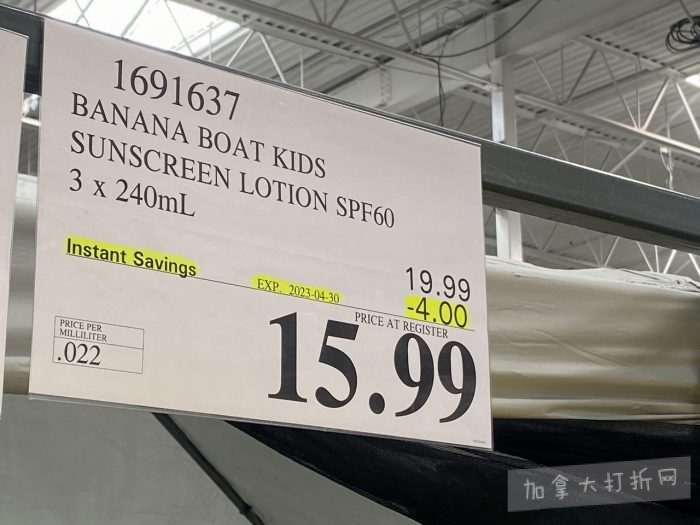 1691637
BANANA BOAT KIDS
SUNSCREEN LOTION SPF60
3 x 240mL
19.99
Instant Savings EXP. 2023-04-30 -4.00
PRICE AT REGISTER
15.99
PRICE PER
MILLILITER
.022
加拿大打折网